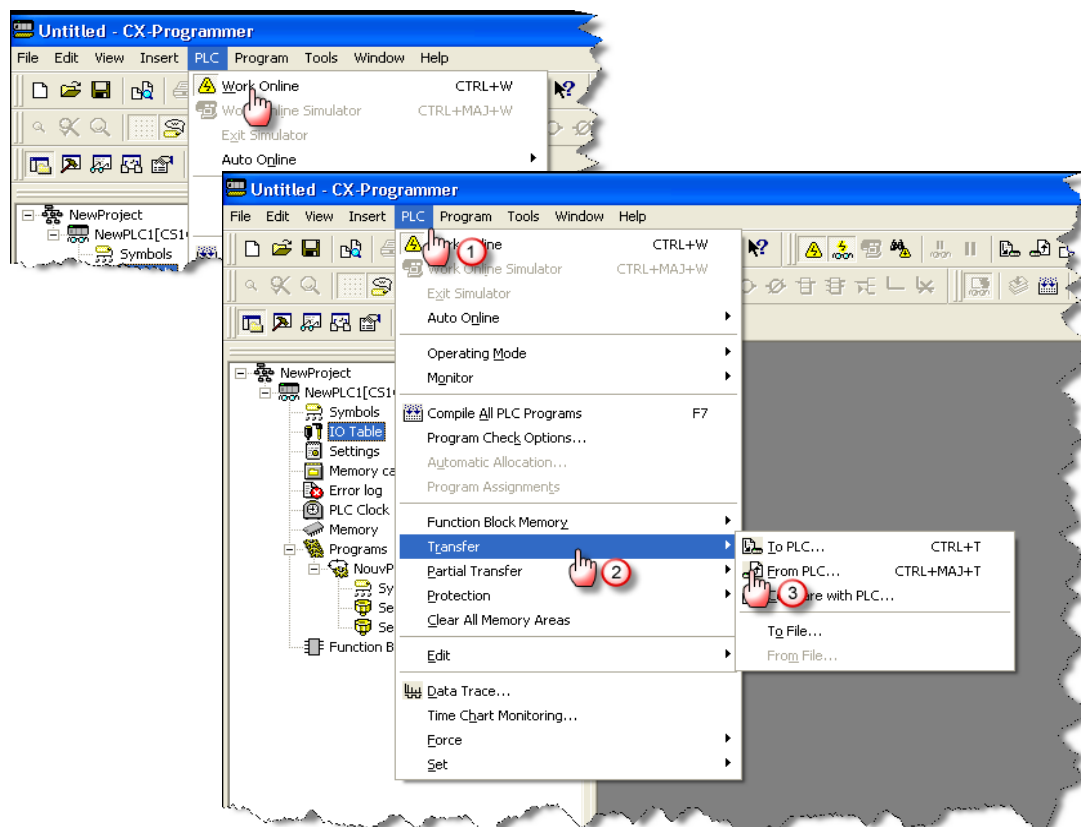 Untitled - CX-Programmer
File Edit View Insert PLC Program Tools Window Help
Work Online CTRL+W
Work Online Simulator CTRL+MAJ+W
Exit Simulator
Auto Online
NewProject
NewPLC1[CS1
Symbols
Untitled - CX-Programmer
File Edit View Insert PLC Program Tools Window Help
1
Online CTRL+W
Work Online Simulator CTRL+MAJ+W
Exit Simulator
Auto Online
Operating Mode
Monitor
Compile All PLC Programs F7
Program Check Options...
Automatic Allocation...
Program Assignments
Function Block Memory
Transfer
2
Partial Transfer
Protection
Clear All Memory Areas
Edit
Data Trace...
Time Chart Monitoring...
Force
Set
To PLC... CTRL+T
From PLC... CTRL+MAJ+T
3
with PLC...
To File...
From File...
NewProject
NewPLC1[CS1
Symbols
IO Table
Settings
Memory ca
Error log
PLC Clock
Memory
Programs
NouvP
Sy
Se
Se
Function B